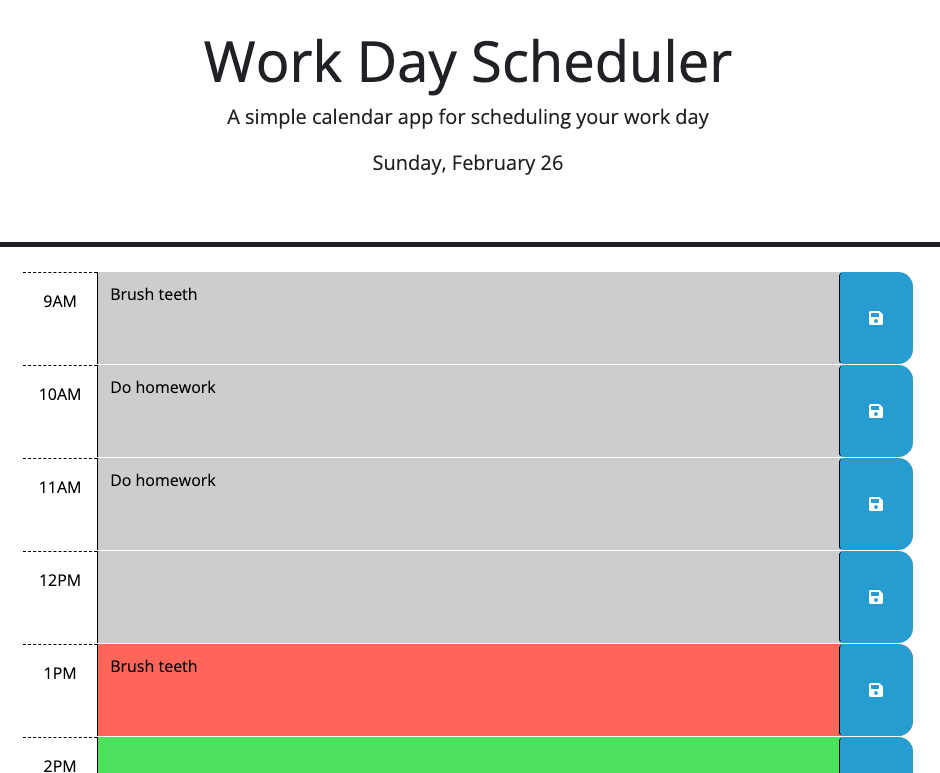 Work Day Scheduler
A simple calendar app for scheduling your work day
Sunday, February 26
9AM
Brush teeth
10AM
Do homework
11AM
Do homework
12PM
1PM
Brush teeth
2PM